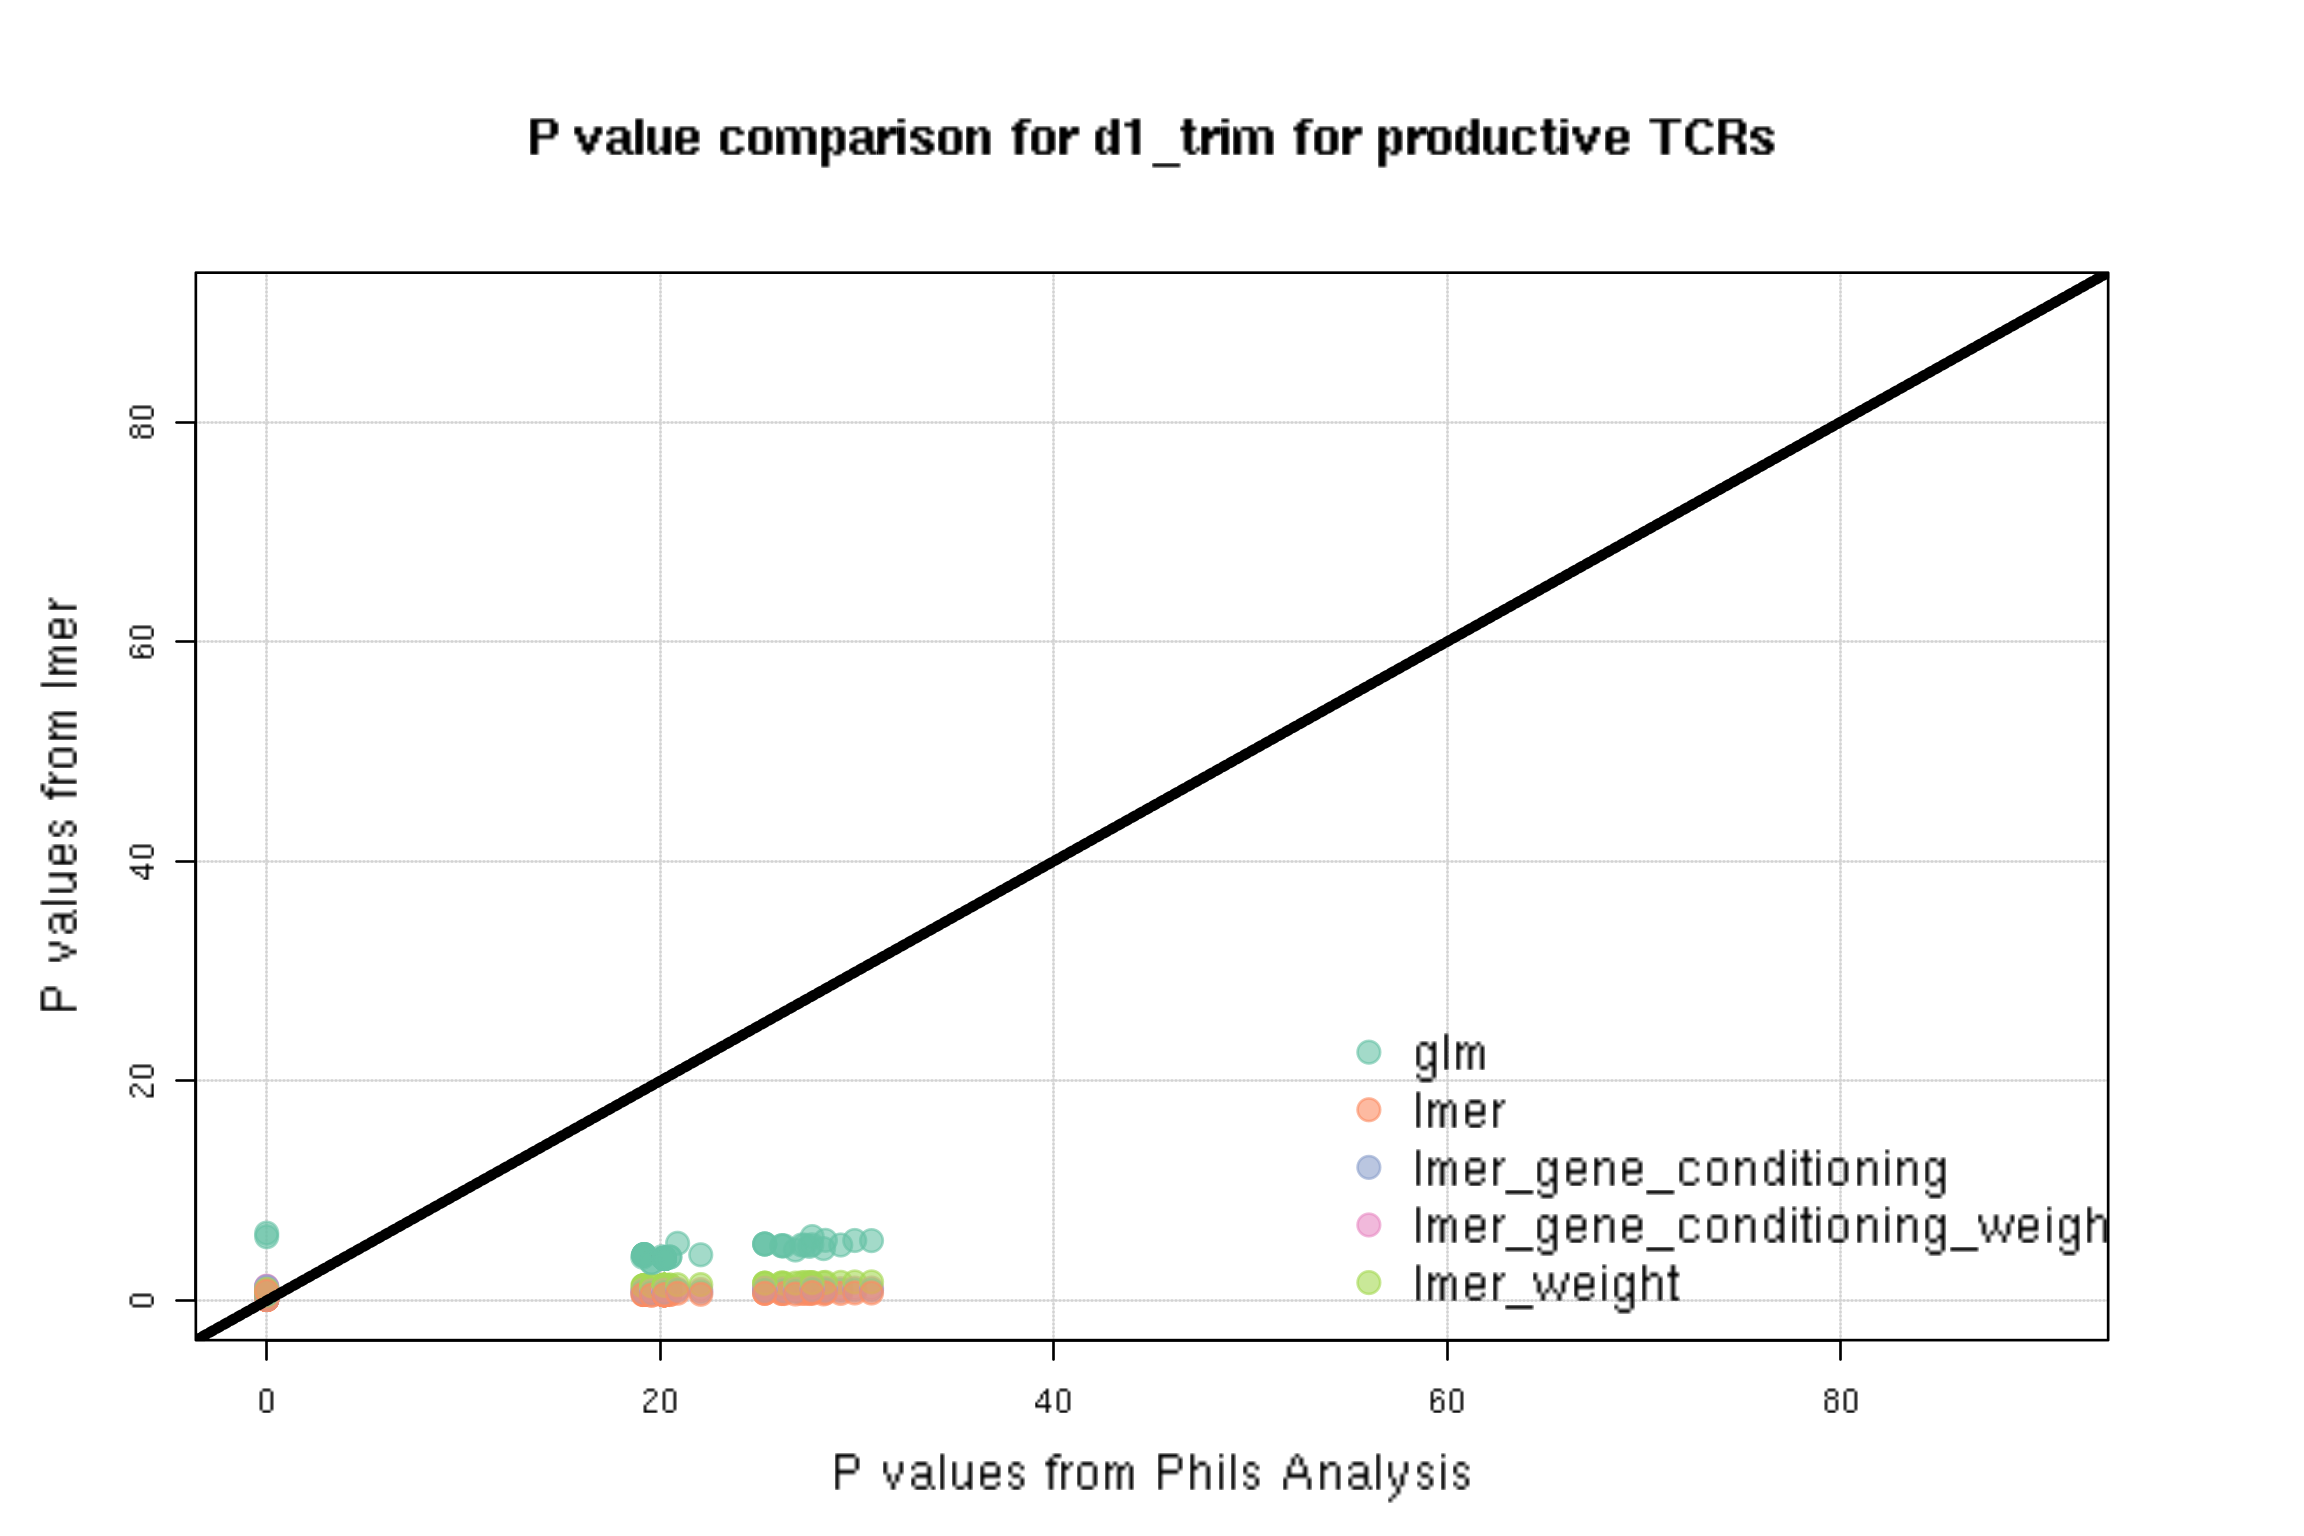 P value comparison for d1_trim for productive TCRs
P values from lmer
80
60
40
20
0
glm
lmer
lmer_gene_conditioning
lmer_gene_conditioning_weigh
lmer_weight
0 20 40 60 80
P values from Phils Analysis